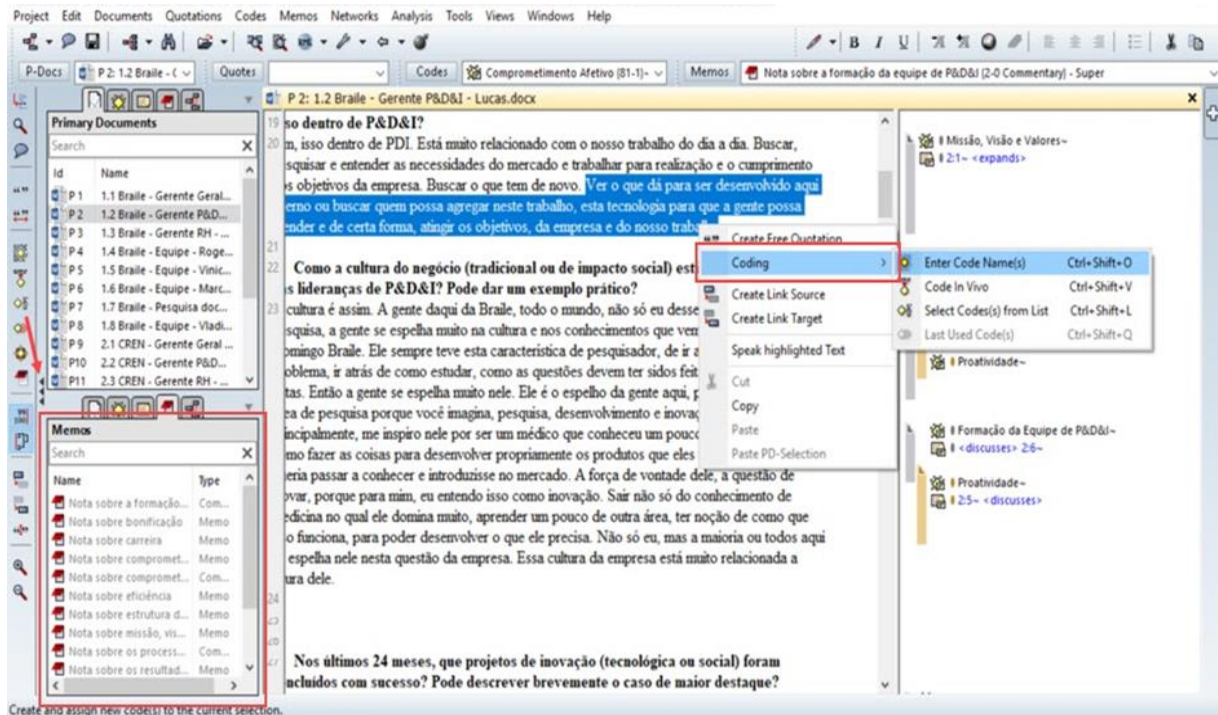 Project Edit Documents Quotations Codes Memos Networks Analysis Tools Views Windows Help
B I U
P-Docs P 2: 1.2 Braile - ( Quotes Codes Comprometimento Afetivo {81-1}~ Memos Nota sobre a formação da equipe de P&D&I {2-0 Commentary} - Super
P 2: 1.2 Braile - Gerente P&D&I - Lucas.docx
Primary Documents
Search
Id Name
P 1 1.1 Braile - Gerente Geral...
P 2 1.2 Braile - Gerente P&D...
P 3 1.3 Braile - Gerente RH - ...
P 4 1.4 Braile - Equipe - Roge...
P 5 1.5 Braile - Equipe - Vinic...
P 6 1.6 Braile - Equipe - Marc...
P 7 1.7 Braile - Pesquisa doc...
P 8 1.8 Braile - Equipe - Vladi...
P 9 2.1 CREN - Gerente Geral ...
P10 2.2 CREN - Gerente P&D...
P11 2.3 CREN - Gerente RH - ...
Memos
Search
Name Type
Nota sobre a formação... Com...
Nota sobre bonificação Memo
Nota sobre carreira Memo
Nota sobre compromet... Com...
Nota sobre compromet... Com...
Nota sobre eficiência Memo
Nota sobre estrutura d... Memo
Nota sobre missão, vis... Memo
Nota sobre os process... Com...
Nota sobre os resultad... Memo
19 so dentro de P&D&I?
20 n, isso dentro de PDI. Está muito relacionado com o nosso trabalho do dia a dia. Buscar,
squisar e entender as necessidades do mercado e trabalhar para realização e o cumprimento
s objetivos da empresa. Buscar o que tem de novo. Ver o que dá para ser desenvolvido aqui
erno ou buscar quem possa agregar neste trabalho, esta tecnologia para que a gente possa
ender e de certa forma, atingir os objetivos, da empresa e do nosso traba
21
22 Como a cultura do negócio (tradicional ou de impacto social) est
s lideranças de P&D&I? Pode dar um exemplo prático?
23 cultura é assim. A gente daqui da Braile, todo o mundo, não só eu desse
squisa, a gente se espelha muito na cultura e nos conhecimentos que vem
omingo Braile. Ele sempre teve esta característica de pesquisador, de ir a
oblema, ir atrás de como estudar, como as questões devem ter sidos feit
tas. Então a gente se espelha muito nele. Ele é o espelho da gente aqui, p
ea de pesquisa porque você imagina, pesquisa, desenvolvimento e inovaç
incipalmente, me inspiro nele por ser um médico que conheceu um pouco
mo fazer as coisas para desenvolver propriamente os produtos que eles
eria passar a conhecer e introduzisse no mercado. A força de vontade dele, a questão de
ovar, porque para mim, eu entendo isso como inovação. Sair não só do conhecimento de
edicina no qual ele domina muito, aprender um pouco de outra área, ter noção de como que
o funciona, para poder desenvolver o que ele precisa. Não só eu, mas a maioria ou todos aqui
espelha nele nesta questão da empresa. Essa cultura da empresa está muito relacionada a
ura dele.
24
27 Nos últimos 24 meses, que projetos de inovação (tecnológica ou social) foram
ncluídos com sucesso? Pode descrever brevemente o caso de maior destaque?
Create Free Quotation
Coding
Create Link Source
Create Link Target
Speak highlighted Text
Cut
Copy
Paste
Paste PD-Selection
Enter Code Name(s) Ctrl+Shift+O
Code In Vivo Ctrl+Shift+V
Select Codes(s) from List Ctrl+Shift+L
Last Used Code(s) Ctrl+Shift+Q
Missão, Visão e Valores~
2:1~ <expands>
Proatividade~
Formação da Equipe de P&D&I~
<discusses> 2:6~
Proatividade~
2:5~ <discusses>
Create and assign new code(s) to the current selection.